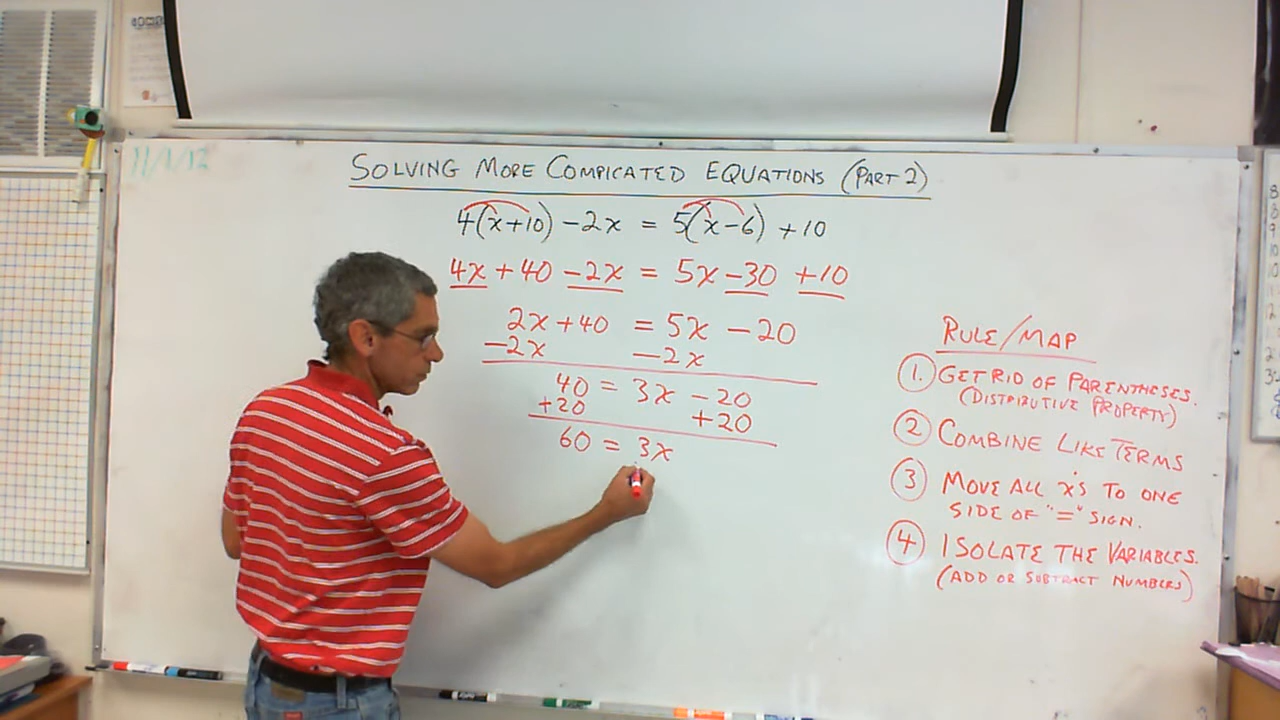 11/1/12
SOLVING MORE COMPICATED EQUATIONS (PART 2)
4(x+10) -2x = 5(x-6) +10
4x +40 -2x = 5x -30 +10
2x +40 = 5x -20
-2x -2x
40 = 3x -20
+20 +20
60 = 3x
RULE/MAP
1. GET RID OF PARENTHESES.
(DISTRIBUTIVE PROPERTY)
2 COMBINE LIKE TERMS
3 MOVE ALL x's TO ONE
SIDE OF "=" SIGN.
4 ISOLATE THE VARIABLES.
(ADD OR SUBTRACT NUMBERS)
EXPO